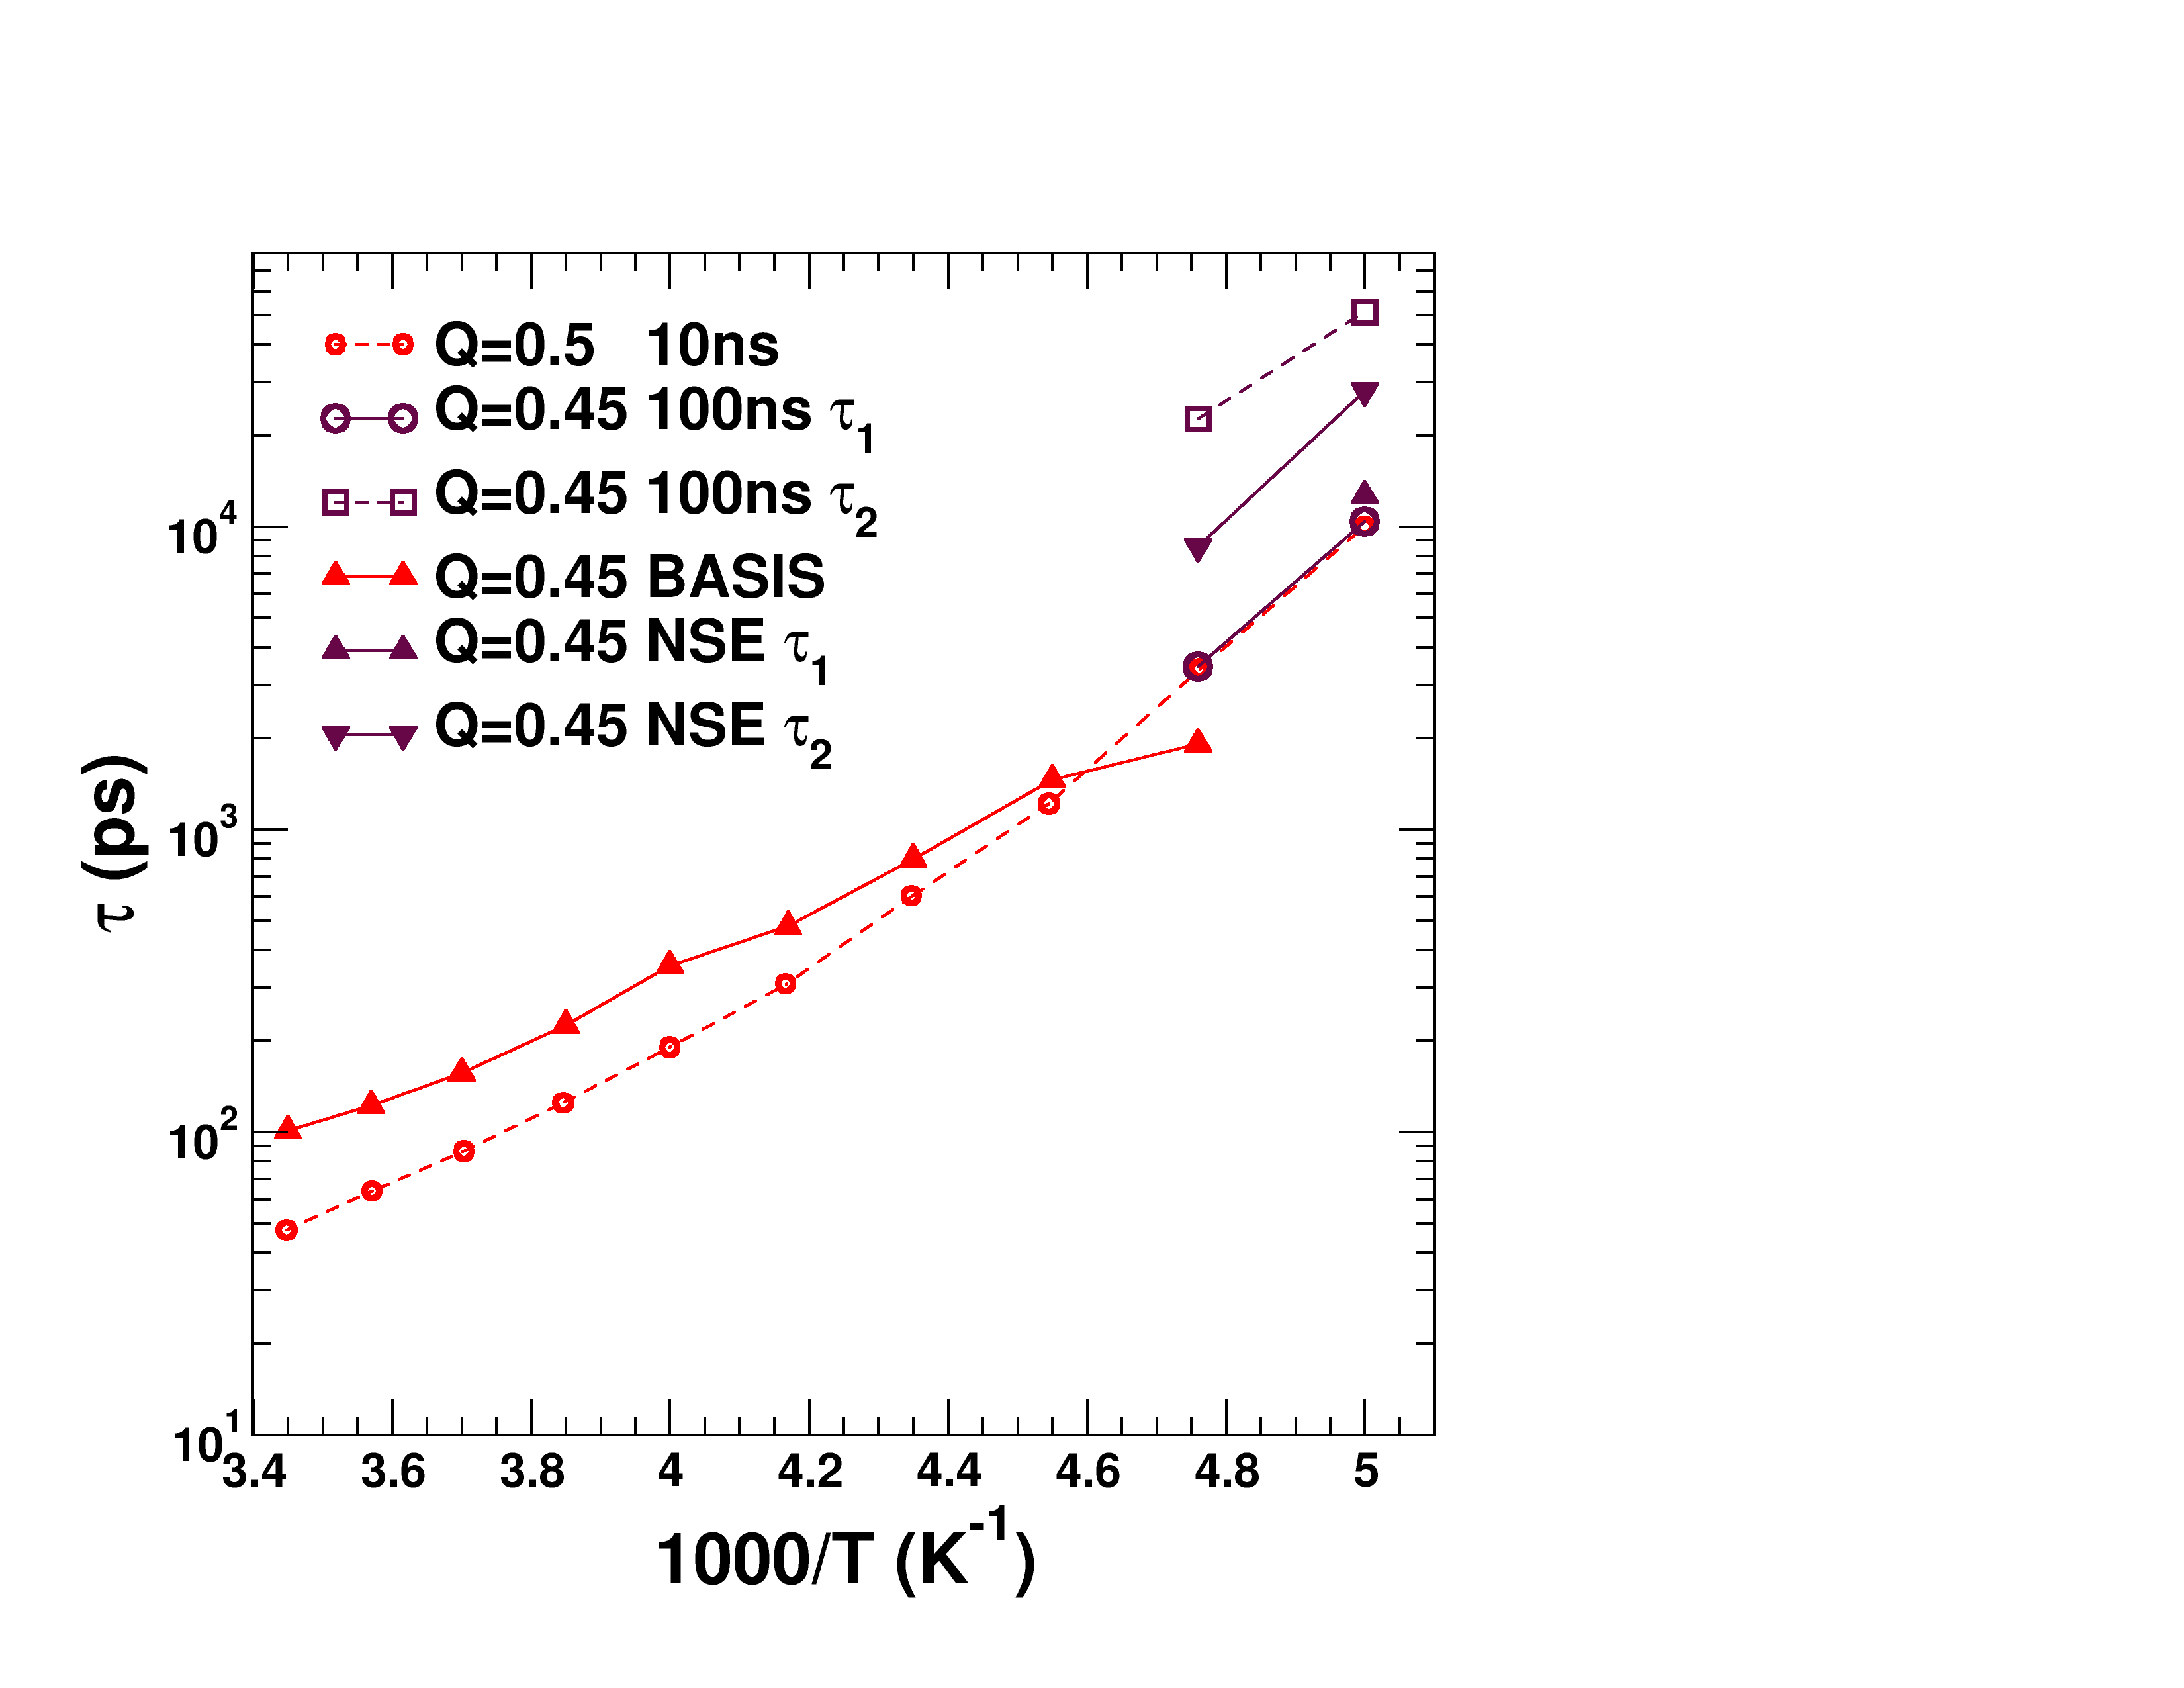 Q=0.5 10ns
Q=0.45 100ns τ1
Q=0.45 100ns τ2
Q=0.45 BASIS
Q=0.45 NSE τ1
Q=0.45 NSE τ2
10^4
10^3
10^2
10^1
τ (ps)
3.4 3.6 3.8 4 4.2 4.4 4.6 4.8 5
1000/T (K^-1)